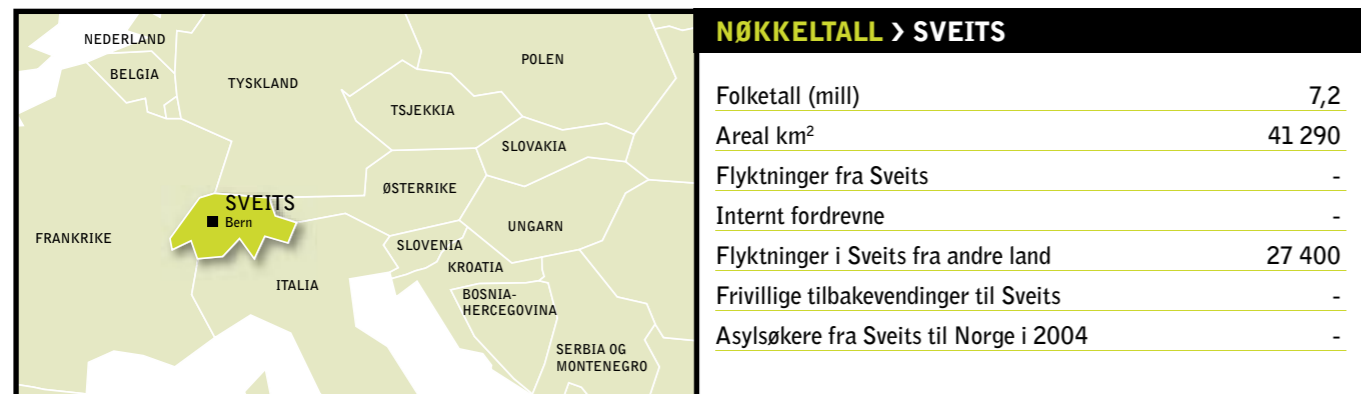 NEDERLAND
BELGIA
TYSKLAND
POLEN
TSJEKKIA
SLOVAKIA
ØSTERRIKE
SVEITS
Bern
UNGARN
FRANKRIKE
SLOVENIA
KROATIA
ITALIA
BOSNIA-
HERCEGOVINA
SERBIA OG
MONTENEGRO
NØKKELTALL › SVEITS
Folketall (mill) 7,2
Areal km² 41 290
Flyktninger fra Sveits -
Internt fordrevne -
Flyktninger i Sveits fra andre land 27 400
Frivillige tilbakevendinger til Sveits -
Asylsøkere fra Sveits til Norge i 2004 -